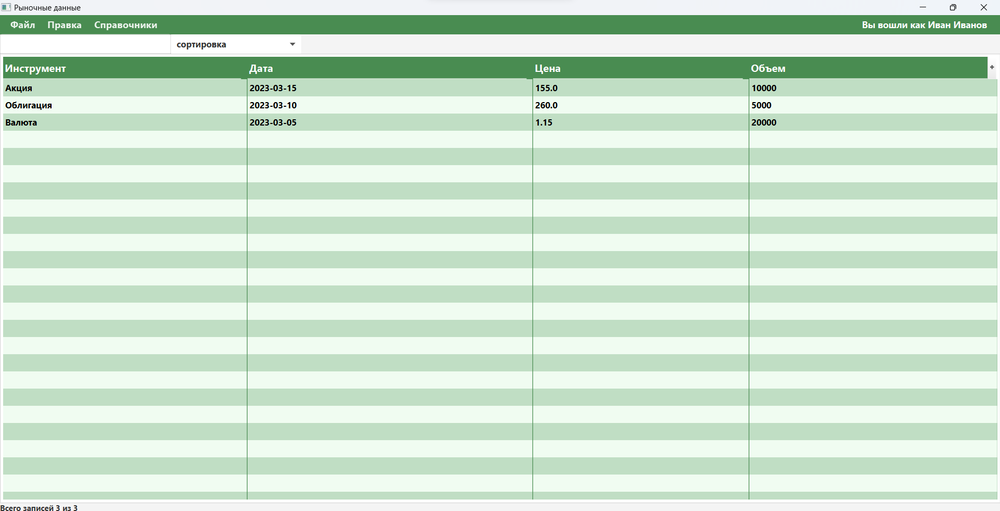 Рыночные данные
Файл Правка Справочники Вы вошли как Иван Иванов
сортировка
Инструмент Дата Цена Объем +
Акция 2023-03-15 155.0 10000
Облигация 2023-03-10 260.0 5000
Валюта 2023-03-05 1.15 20000
Всего записей 3 из 3